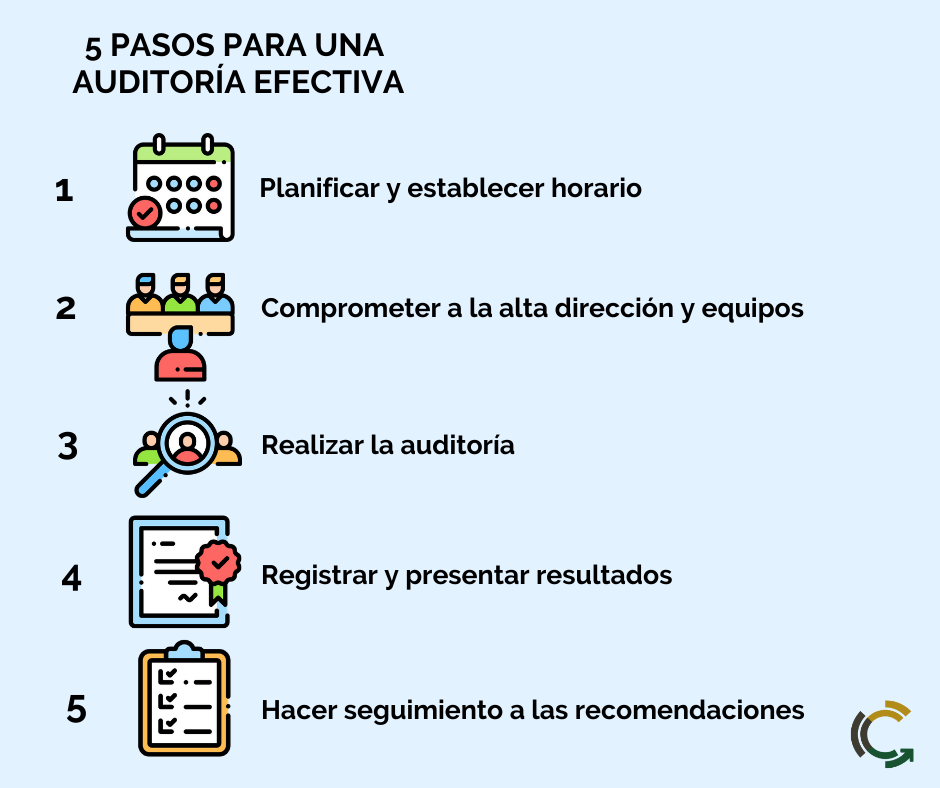 5 PASOS PARA UNA
AUDITORÍA EFECTIVA
1 Planificar y establecer horario
2 Comprometer a la alta dirección y equipos
3 Realizar la auditoría
4 Registrar y presentar resultados
5 Hacer seguimiento a las recomendaciones